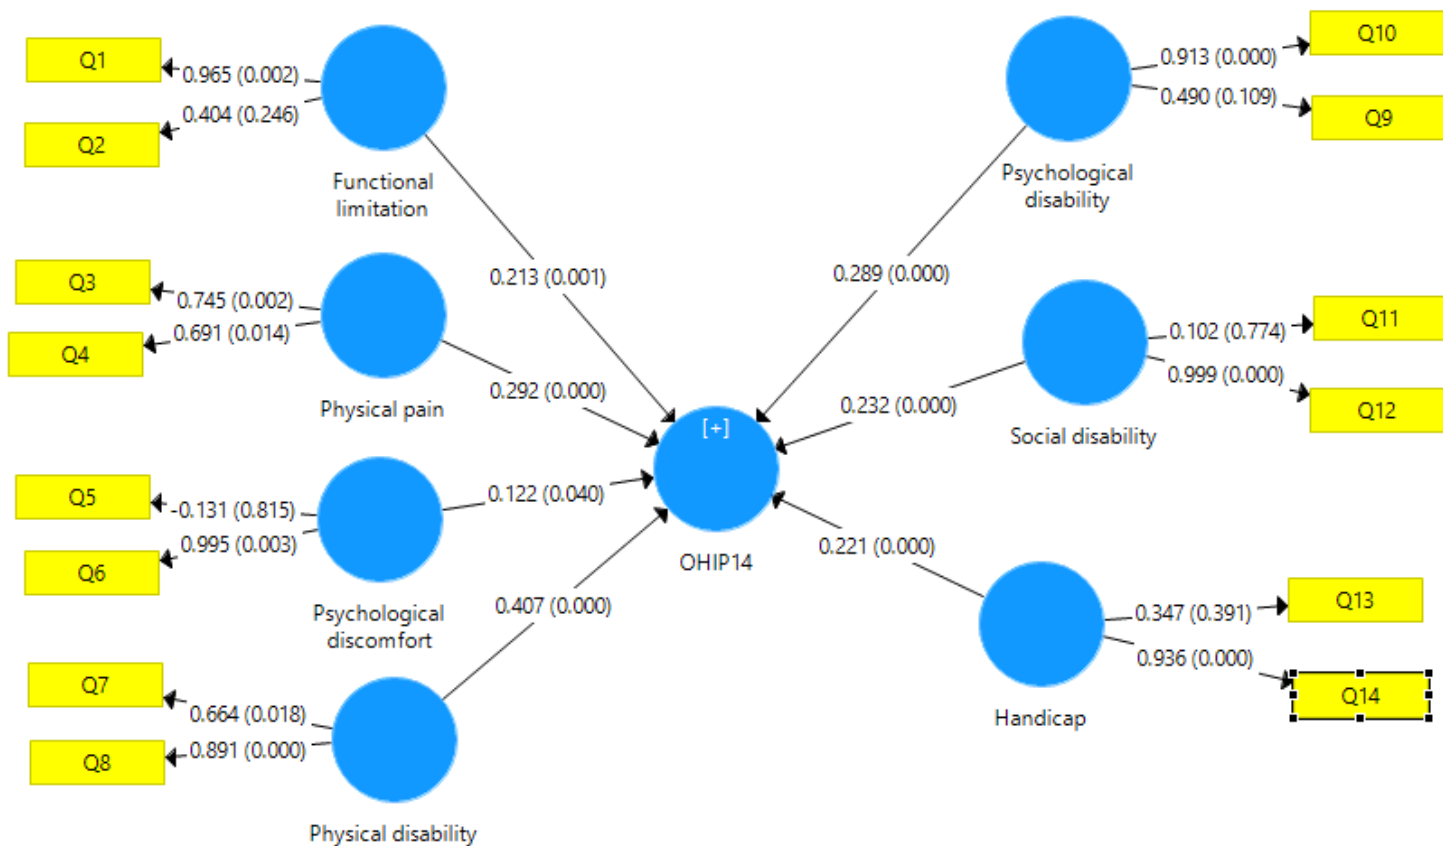 Q1
0.965 (0.002)
0.404 (0.246)
Q2
Functional
limitation
0.213 (0.001)
Q3
0.745 (0.002)
0.691 (0.014)
Q4
Physical pain
0.292 (0.000)
Q5
-0.131 (0.815)
0.995 (0.003)
Q6
Psychological
discomfort
0.122 (0.040)
Q7
0.664 (0.018)
0.891 (0.000)
Q8
Physical disability
0.407 (0.000)
[+]
OHIP14
Q10
0.913 (0.000)
0.490 (0.109)
Q9
Psychological
disability
0.289 (0.000)
Q11
0.102 (0.774)
0.999 (0.000)
Q12
Social disability
0.232 (0.000)
Q13
0.347 (0.391)
0.936 (0.000)
Q14
Handicap
0.221 (0.000)